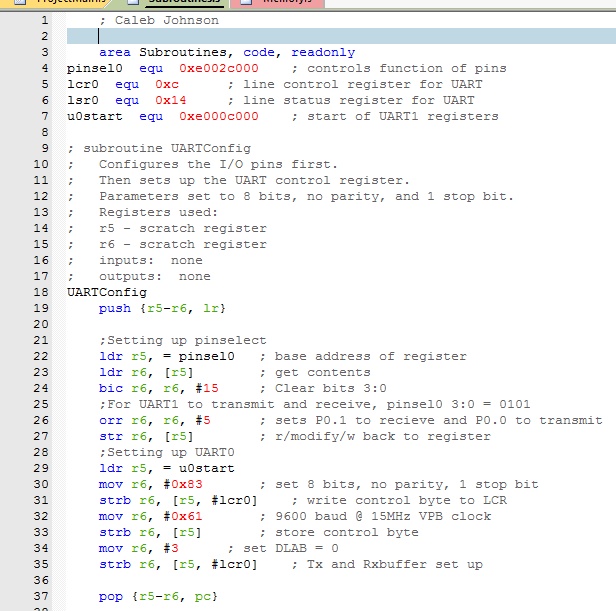 ProjectMainis Subroutinesis Memoryis
1 ; Caleb Johnson
2
3 area Subroutines, code, readonly
4 pinsel0 equ 0xe002c000 ; controls function of pins
5 lcr0 equ 0xc ; line control register for UART
6 lsr0 equ 0x14 ; line status register for UART
7 u0start equ 0xe000c000 ; start of UART1 registers
8
9 ; subroutine UARTConfig
10 ; Configures the I/O pins first.
11 ; Then sets up the UART control register.
12 ; Parameters set to 8 bits, no parity, and 1 stop bit.
13 ; Registers used:
14 ; r5 - scratch register
15 ; r6 - scratch register
16 ; inputs: none
17 ; outputs: none
18 UARTConfig
19 push {r5-r6, lr}
20
21 ;Setting up pinselect
22 ldr r5, = pinsel0 ; base address of register
23 ldr r6, [r5] ; get contents
24 bic r6, r6, #15 ; Clear bits 3:0
25 ;For UART1 to transmit and receive, pinsel0 3:0 = 0101
26 orr r6, r6, #5 ; sets P0.1 to recieve and P0.0 to transmit
27 str r6, [r5] ; r/modify/w back to register
28 ;Setting up UART0
29 ldr r5, = u0start
30 mov r6, #0x83 ; set 8 bits, no parity, 1 stop bit
31 strb r6, [r5, #lcr0] ; write control byte to LCR
32 mov r6, #0x61 ; 9600 baud @ 15MHz VPB clock
33 strb r6, [r5] ; store control byte
34 mov r6, #3 ; set DLAB = 0
35 strb r6, [r5, #lcr0] ; Tx and Rxbuffer set up
36
37 pop {r5-r6, pc}